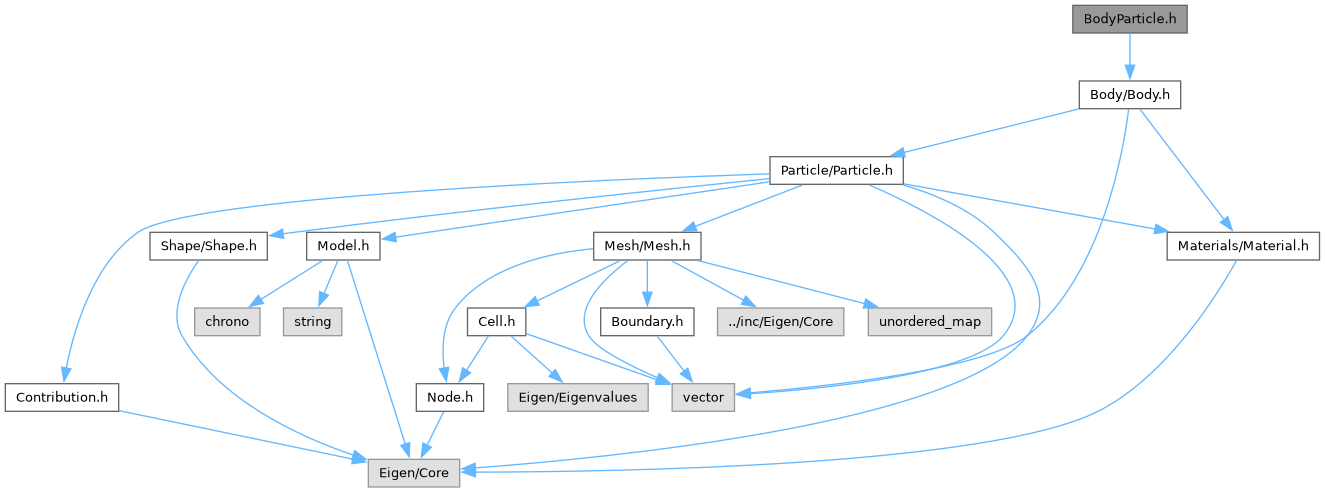 BodyParticle.h
Body/Body.h
Particle/Particle.h
Shape/Shape.h
Model.h
Mesh/Mesh.h
Materials/Material.h
chrono
string
Cell.h
Boundary.h
../inc/Eigen/Core
unordered_map
Contribution.h
Node.h
Eigen/Eigenvalues
vector
Eigen/Core